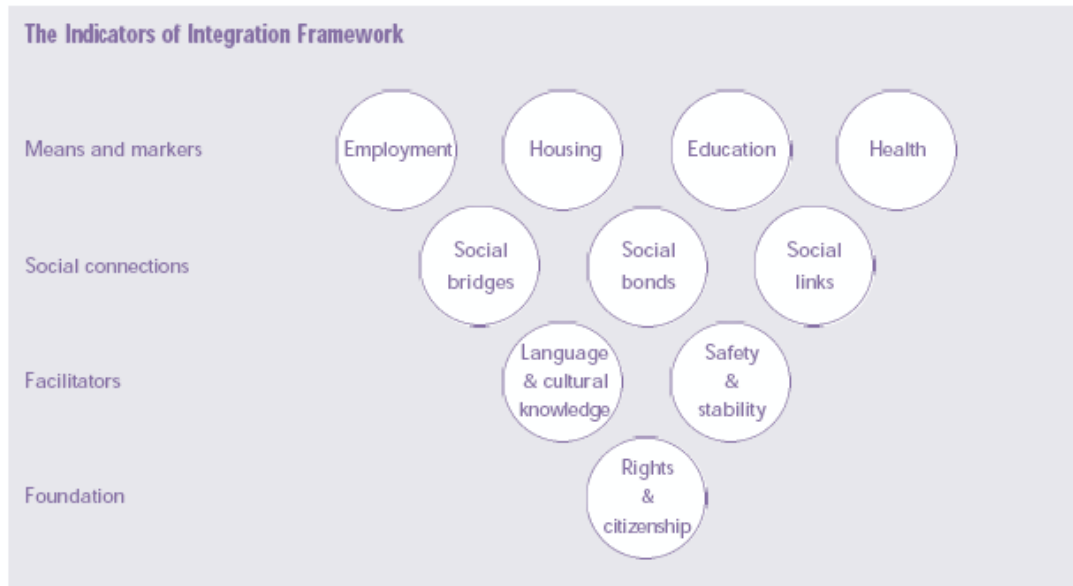 The Indicators of Integration Framework
Means and markers
Employment
Housing
Education
Health
Social connections
Social
bridges
Social
bonds
Social
links
Facilitators
Language
& cultural
knowledge
Safety
&
stability
Foundation
Rights
&
citizenship